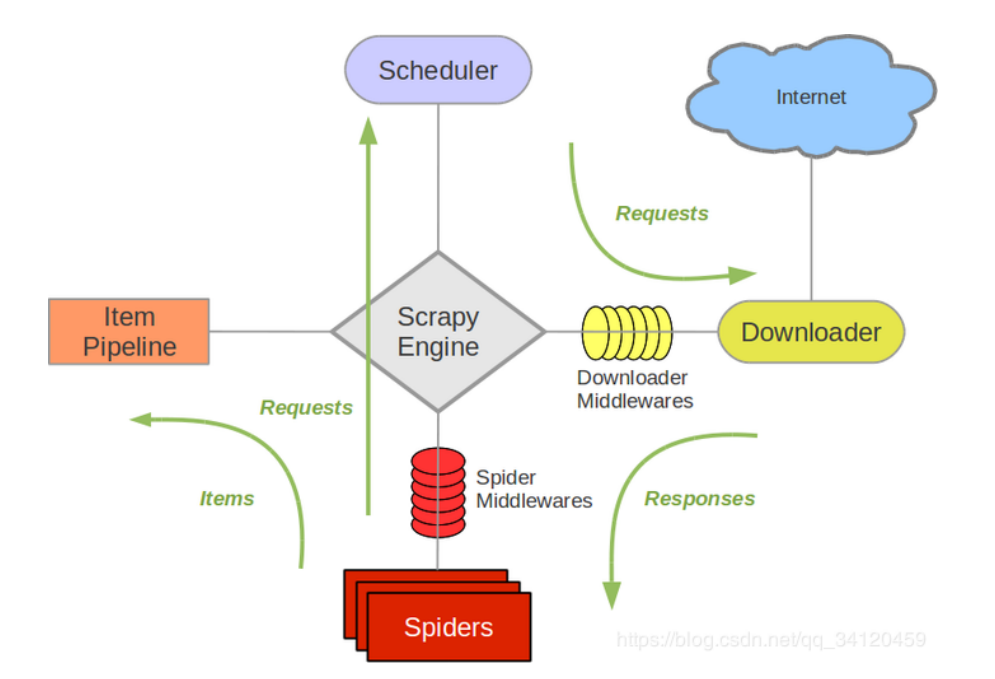 Scheduler
Internet
Requests
Item
Pipeline
Scrapy
Engine
Downloader
Downloader
Middlewares
Requests
Items
Spider
Middlewares
Responses
Spiders
https://blog.csdn.net/qq_34120459